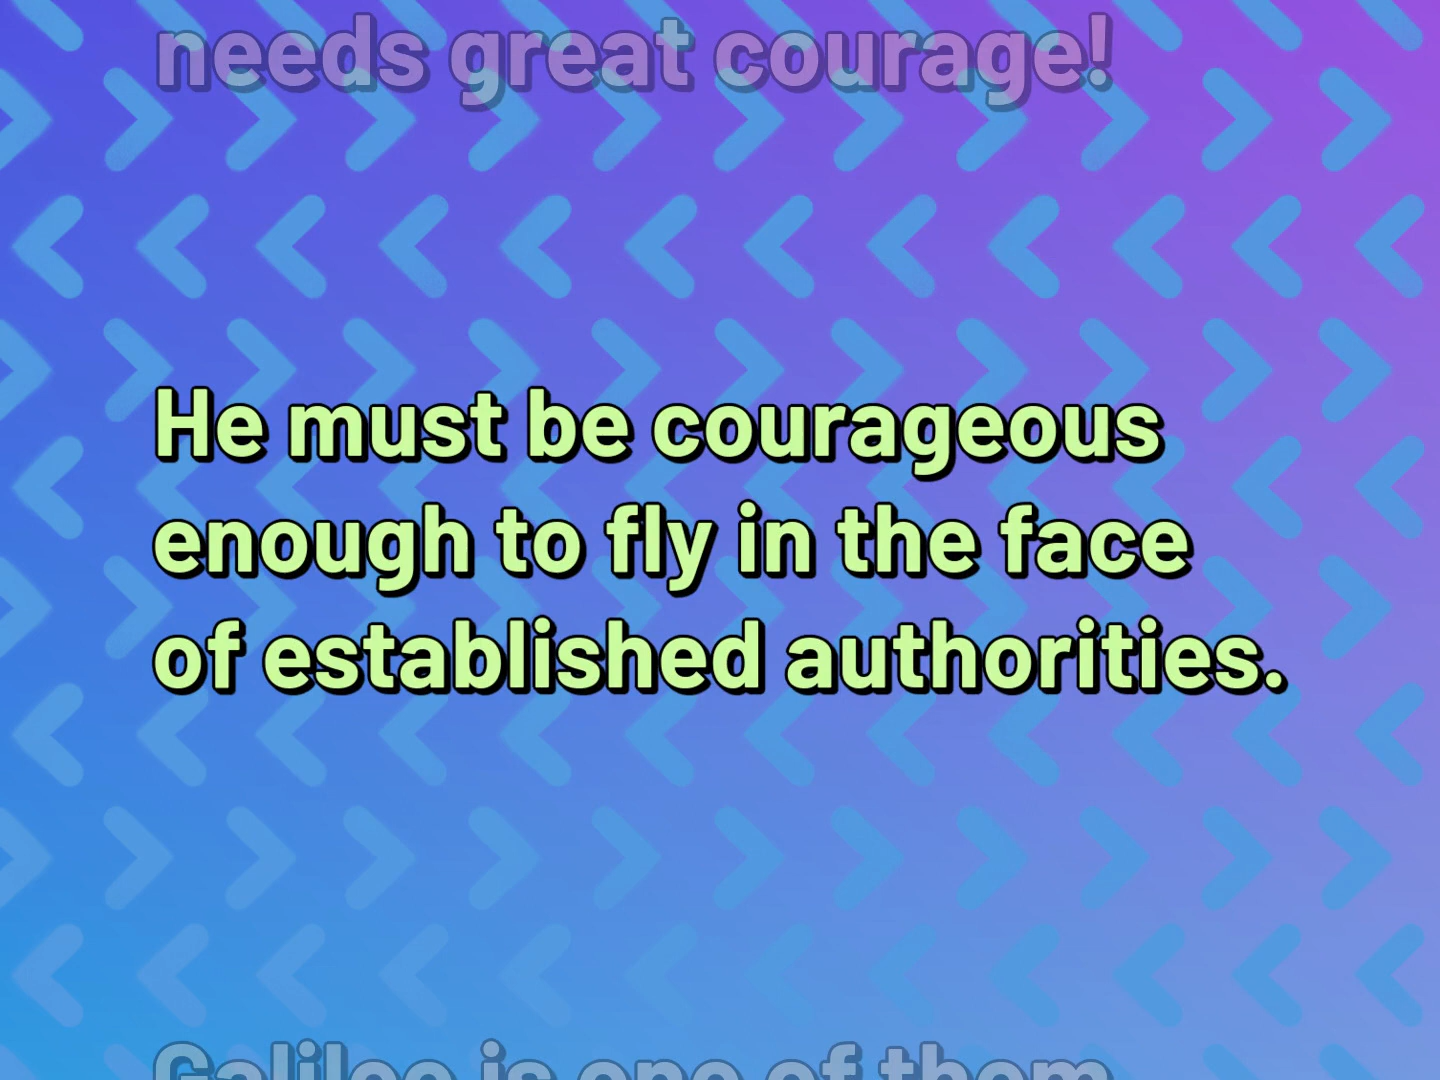 needs great courage!
He must be courageous
enough to fly in the face
of established authorities.
Galileo is one of them